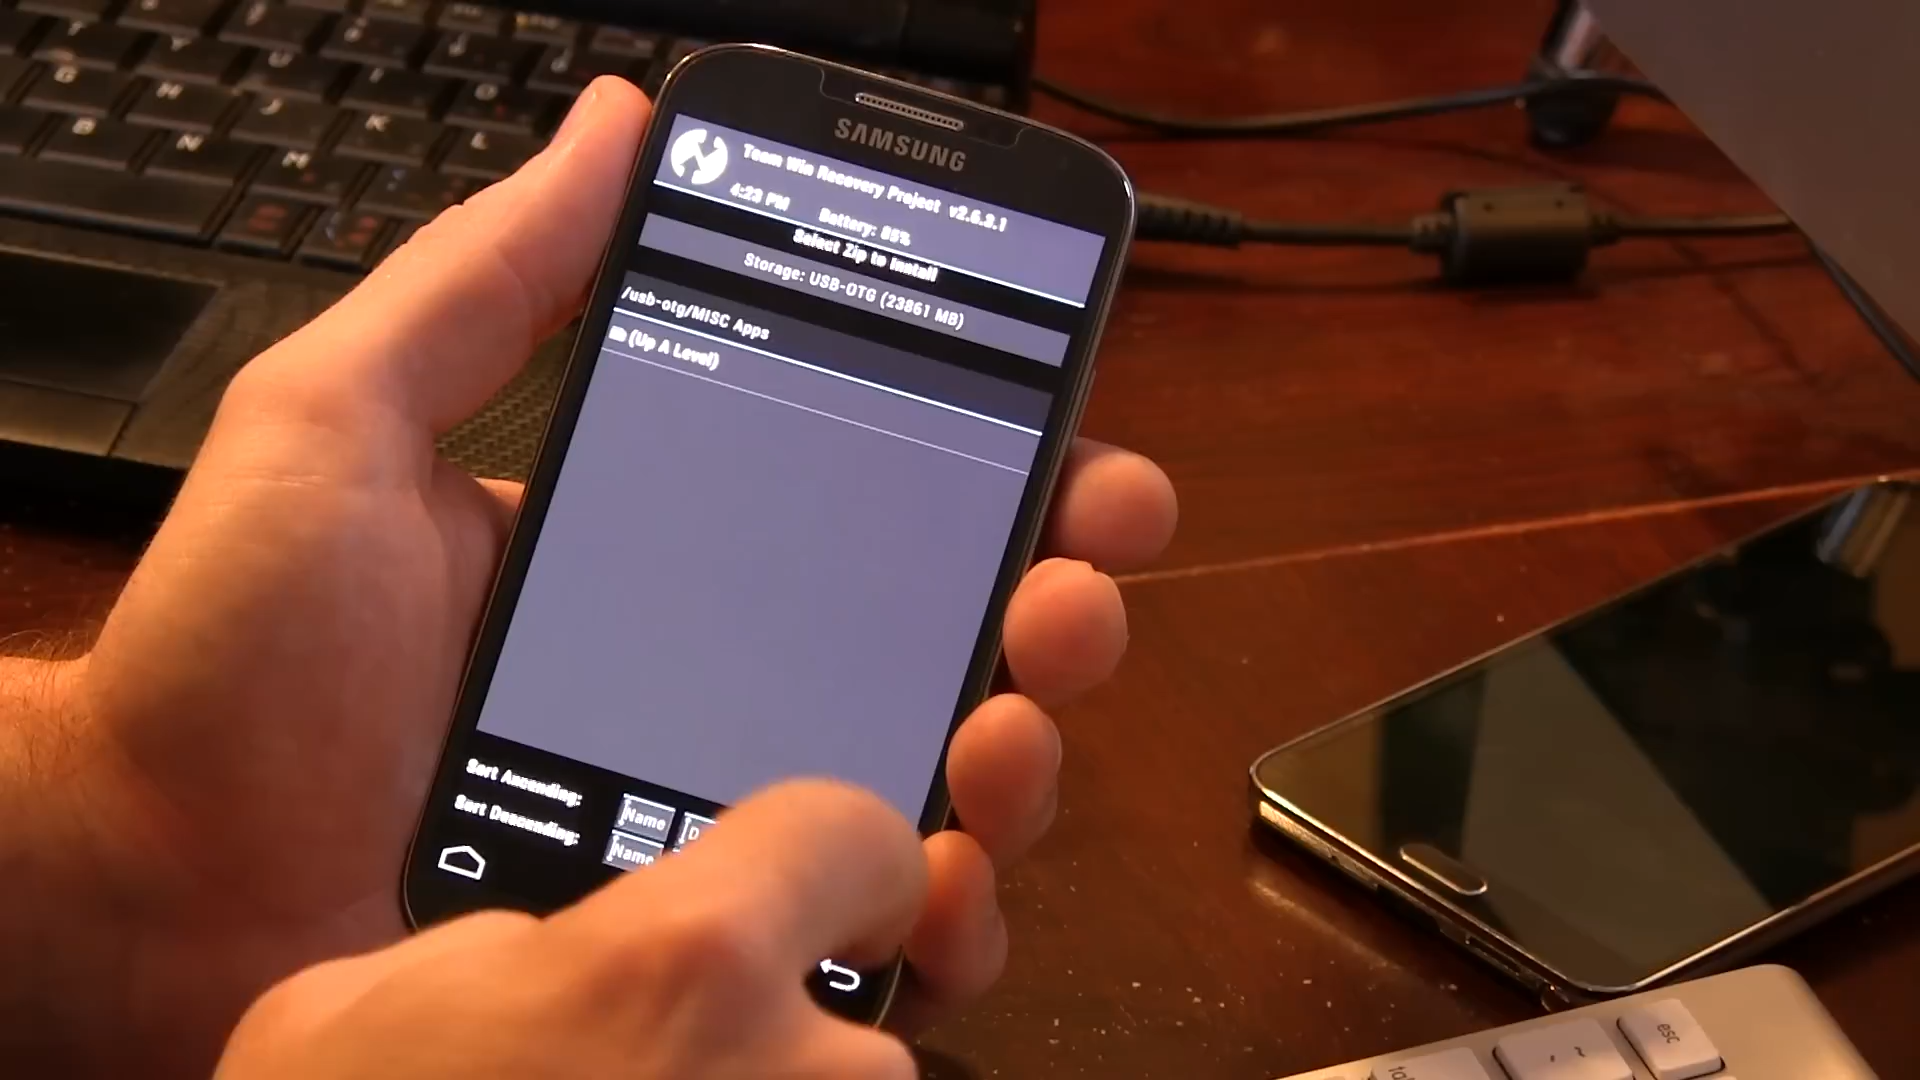 SAMSUNG
Team Win Recovery Project v2.6.3.1
4:23 PM Battery: 85%
Select Zip to Install
Storage: USB-OTG (23861 MB)
/usb-otg/MISC Apps
(Up A Level)
Sort Ascending:
Name
D
Sort Descending:
Name
G
H
J
K
L
O
B
N
M
esc
, ~
tab